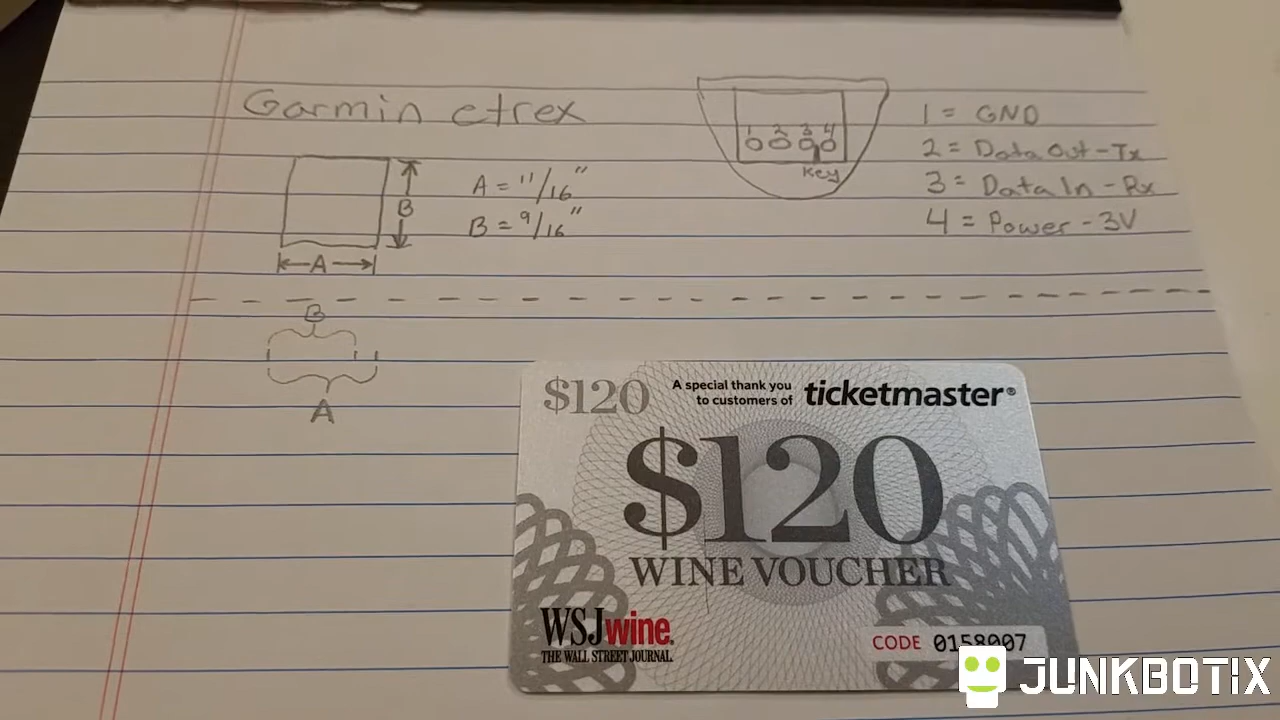 Garmin etrex
A = 11/16"
B = 9/16"
B
A
1 2 3 4
Key
1 = GND
2 = Data Out - Tx
3 = Data In - Rx
4 = Power - 3V
B
A
$120
A special thank you
to customers of ticketmaster®
$120
WINE VOUCHER
WSJwine.
THE WALL STREET JOURNAL
CODE 0158007
JUNKBOTIX